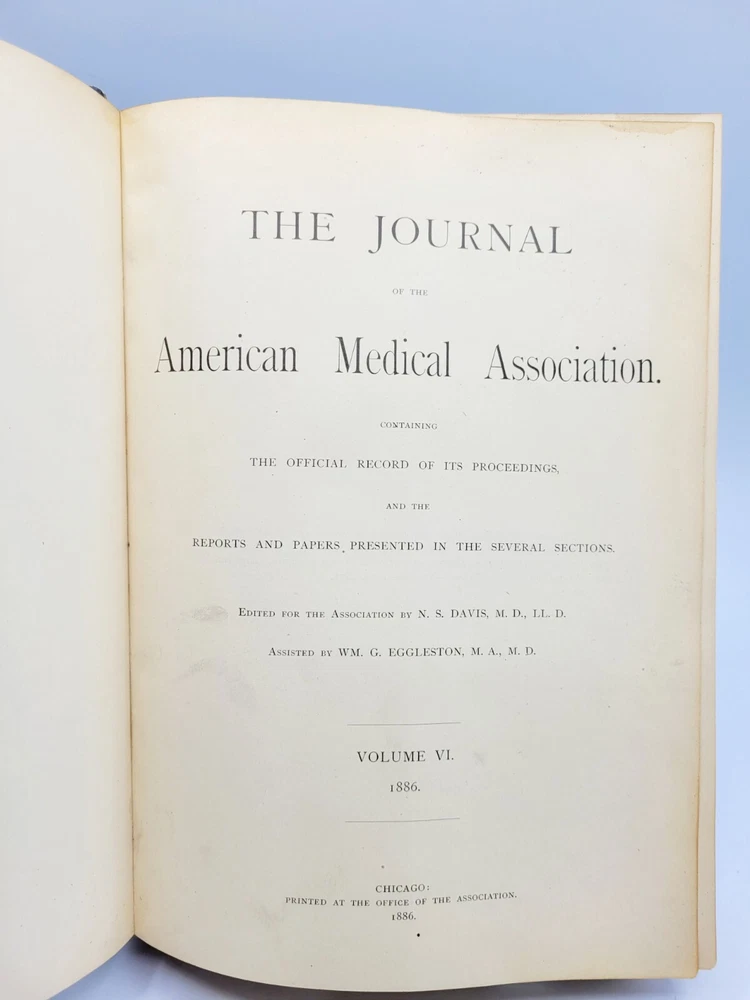 THE JOURNAL
OF THE
American Medical Association.
CONTAINING
THE OFFICIAL RECORD OF ITS PROCEEDINGS,
AND THE
REPORTS AND PAPERS PRESENTED IN THE SEVERAL SECTIONS.
EDITED FOR THE ASSOCIATION BY N. S. DAVIS, M. D., LL. D.
ASSISTED BY WM. G. EGGLESTON, M. A., M. D.
VOLUME VI.
1886.
CHICAGO:
PRINTED AT THE OFFICE OF THE ASSOCIATION.
1886.